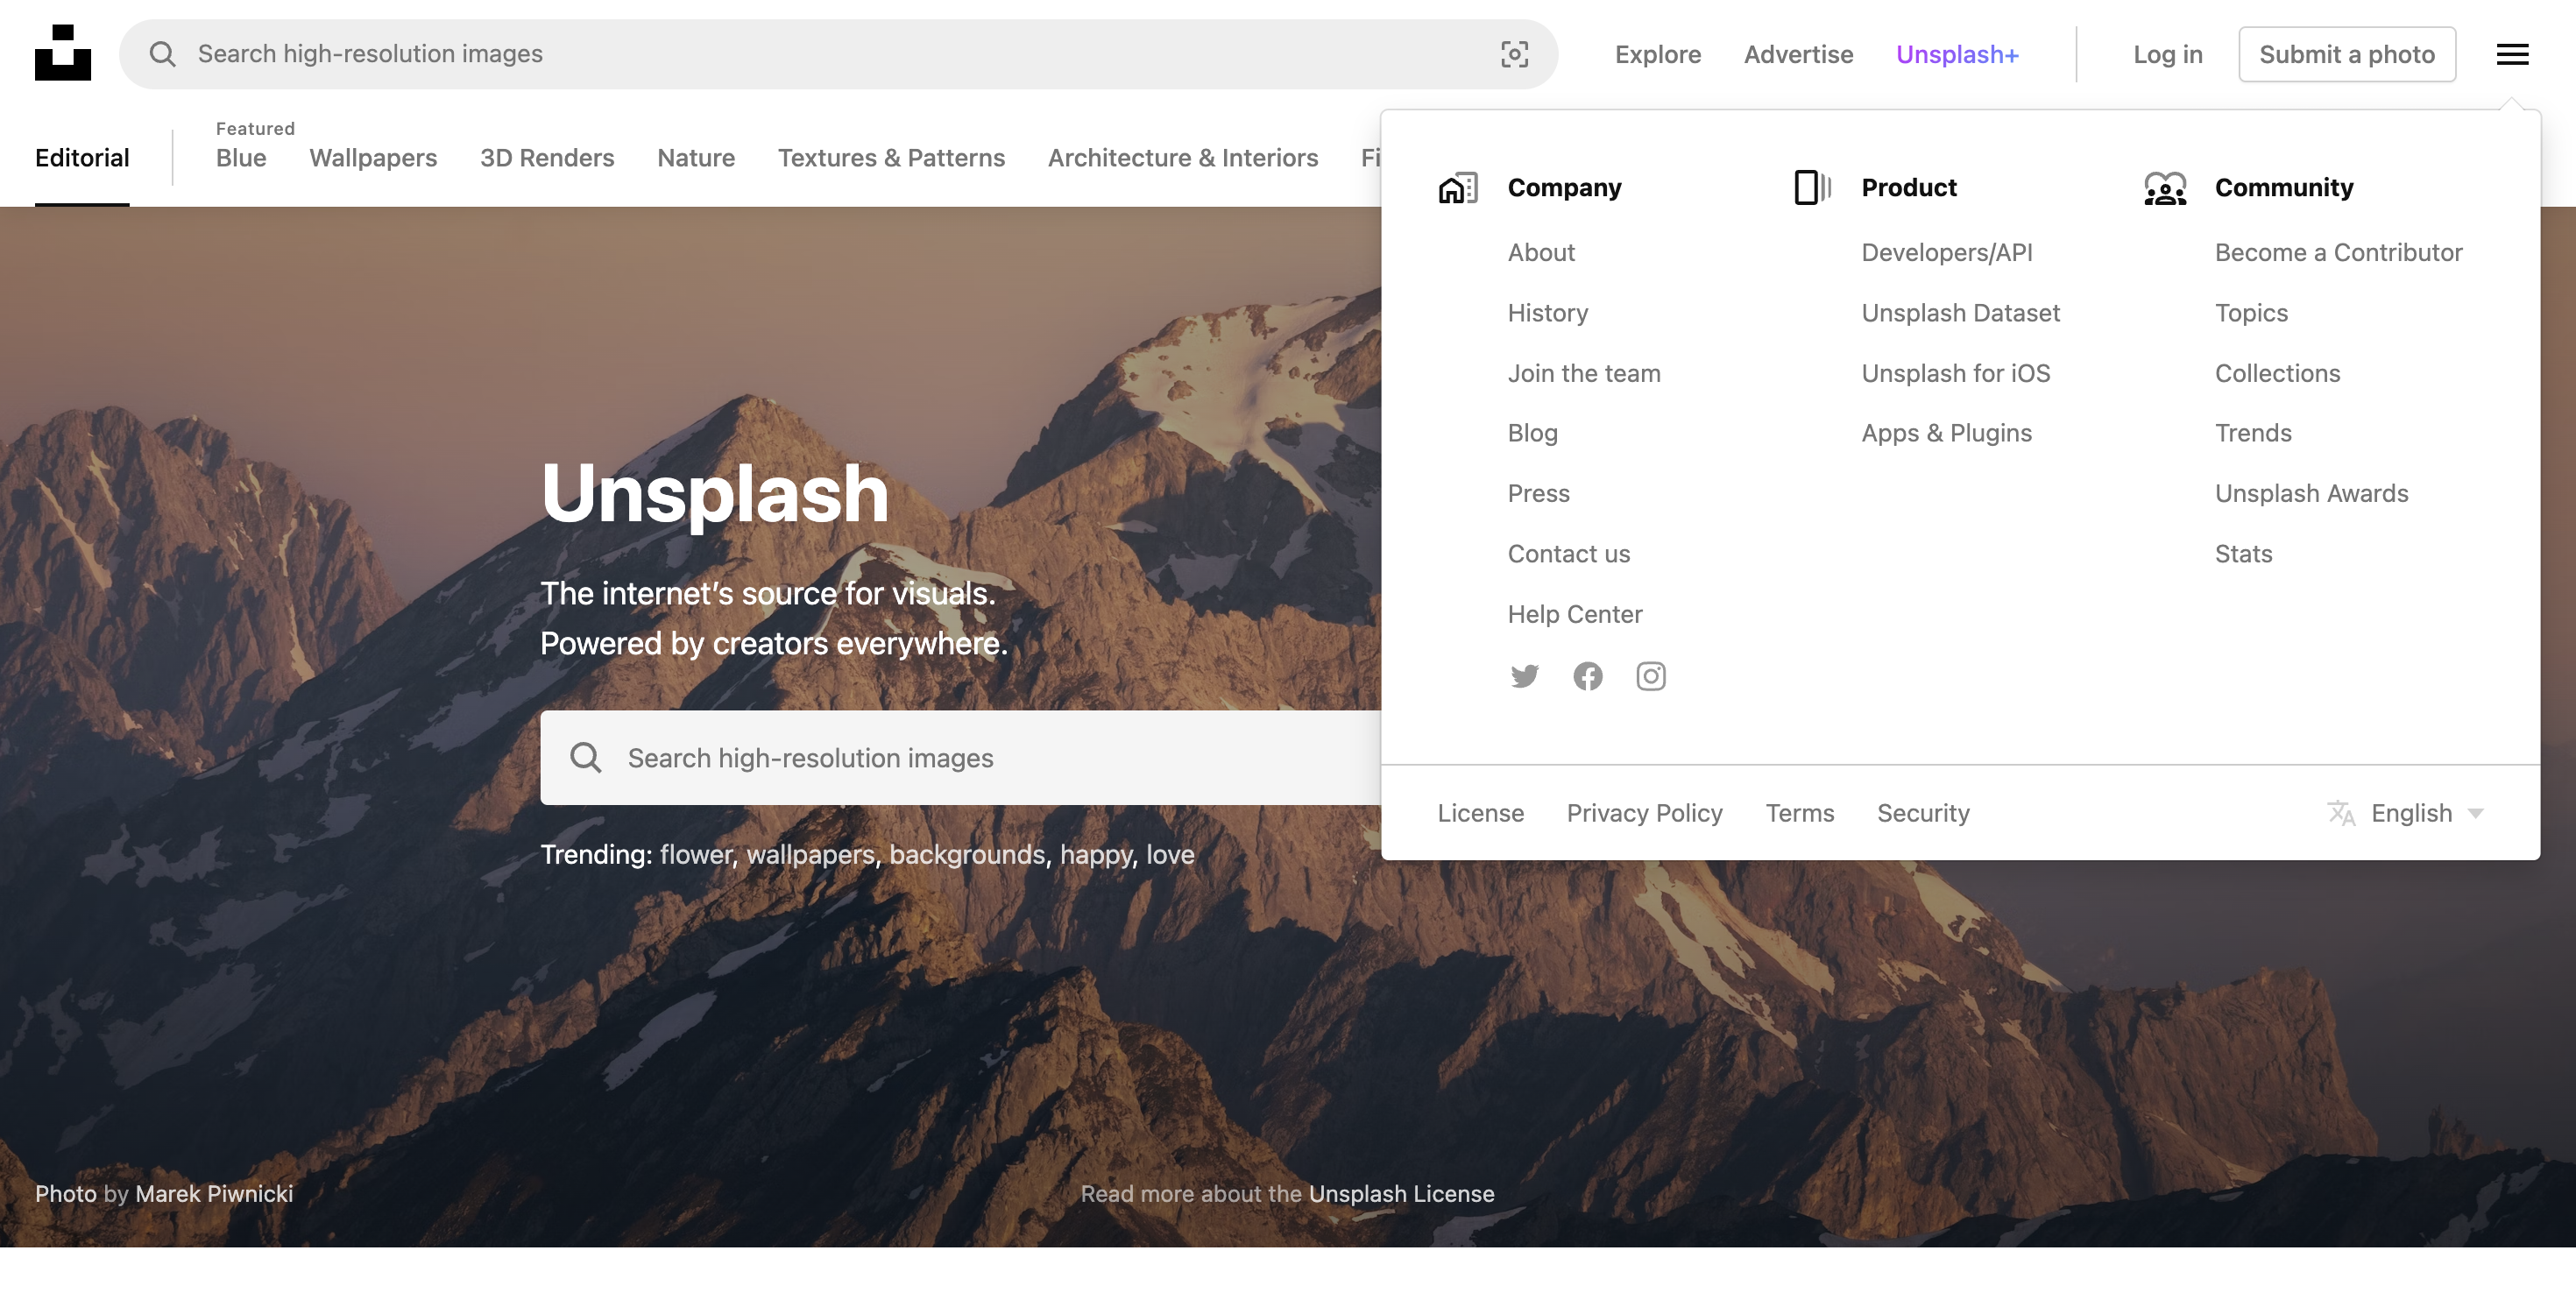 Search high-resolution images
Explore
Advertise
Unsplash+
Log in
Submit a photo
Editorial
Featured
Blue
Wallpapers
3D Renders
Nature
Textures & Patterns
Architecture & Interiors
Company
About
History
Join the team
Blog
Press
Contact us
Help Center
Product
Developers/API
Unsplash Dataset
Unsplash for iOS
Apps & Plugins
Community
Become a Contributor
Topics
Collections
Trends
Unsplash Awards
Stats
License
Privacy Policy
Terms
Security
English
Unsplash
The internet’s source for visuals.
Powered by creators everywhere.
Search high-resolution images
Trending: flower, wallpapers, backgrounds, happy, love
Photo by Marek Piwnicki
Read more about the Unsplash License